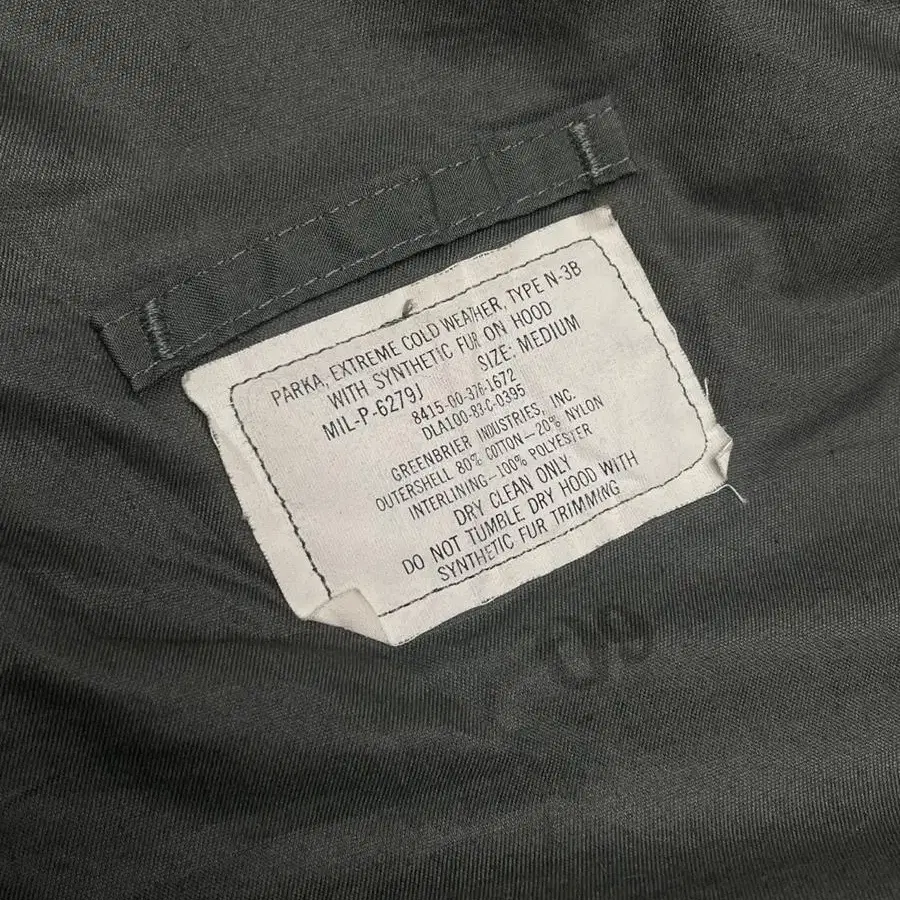 PARKA, EXTREME COLD WEATHER, TYPE N-3B
WITH SYNTHETIC FUR ON HOOD
MIL-P-6279J SIZE: MEDIUM
8415-00-376-1672
DLA100-83-C-0395
GREENBRIER INDUSTRIES, INC.
OUTERSHELL 80% COTTON—20% NYLON
INTERLINING—100% POLYESTER
DRY CLEAN ONLY
DO NOT TUMBLE DRY HOOD WITH
SYNTHETIC FUR TRIMMING